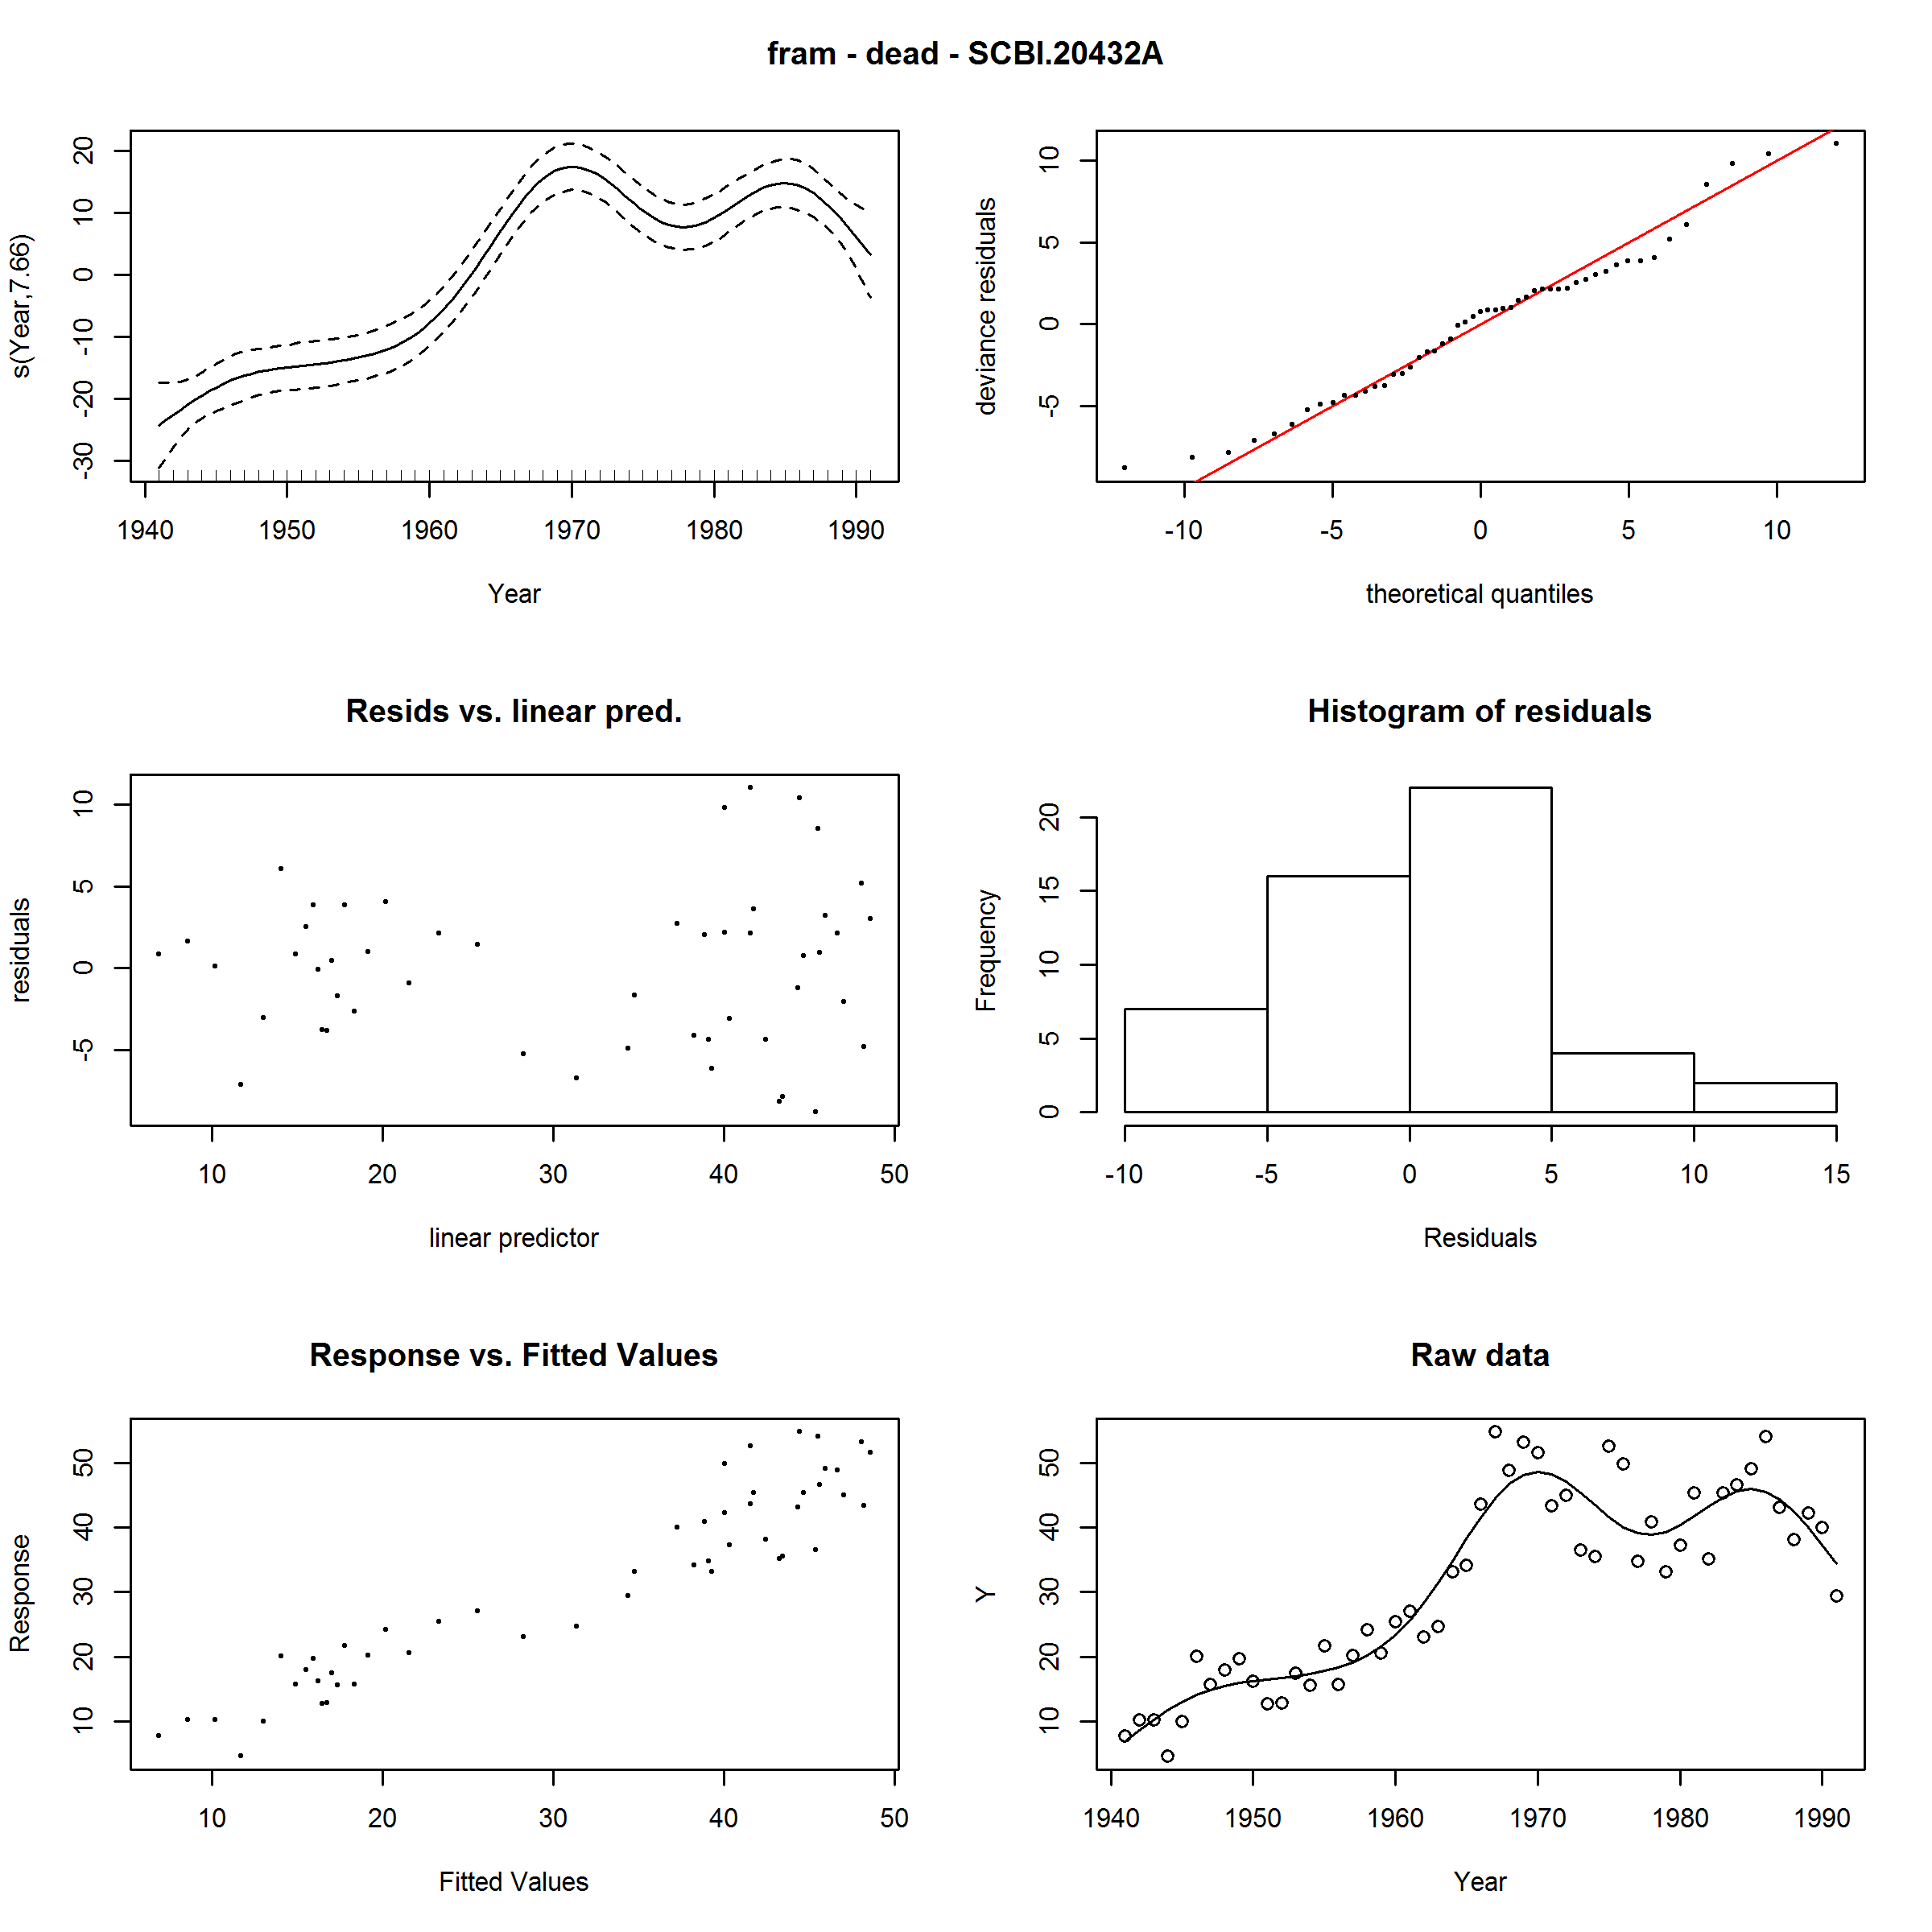 fram - dead - SCBI.20432A
s(Year,7.66)
20
10
0
-10
-20
-30
1940 1950 1960 1970 1980 1990
Year
deviance residuals
10
5
0
-5
-10 -5 0 5 10
theoretical quantiles
Resids vs. linear pred.
residuals
10
5
0
-5
10 20 30 40 50
linear predictor
Histogram of residuals
Frequency
20
15
10
5
0
-10 -5 0 5 10 15
Residuals
Response vs. Fitted Values
Response
50
40
30
20
10
10 20 30 40 50
Fitted Values
Raw data
Y
50
40
30
20
10
1940 1950 1960 1970 1980 1990
Year